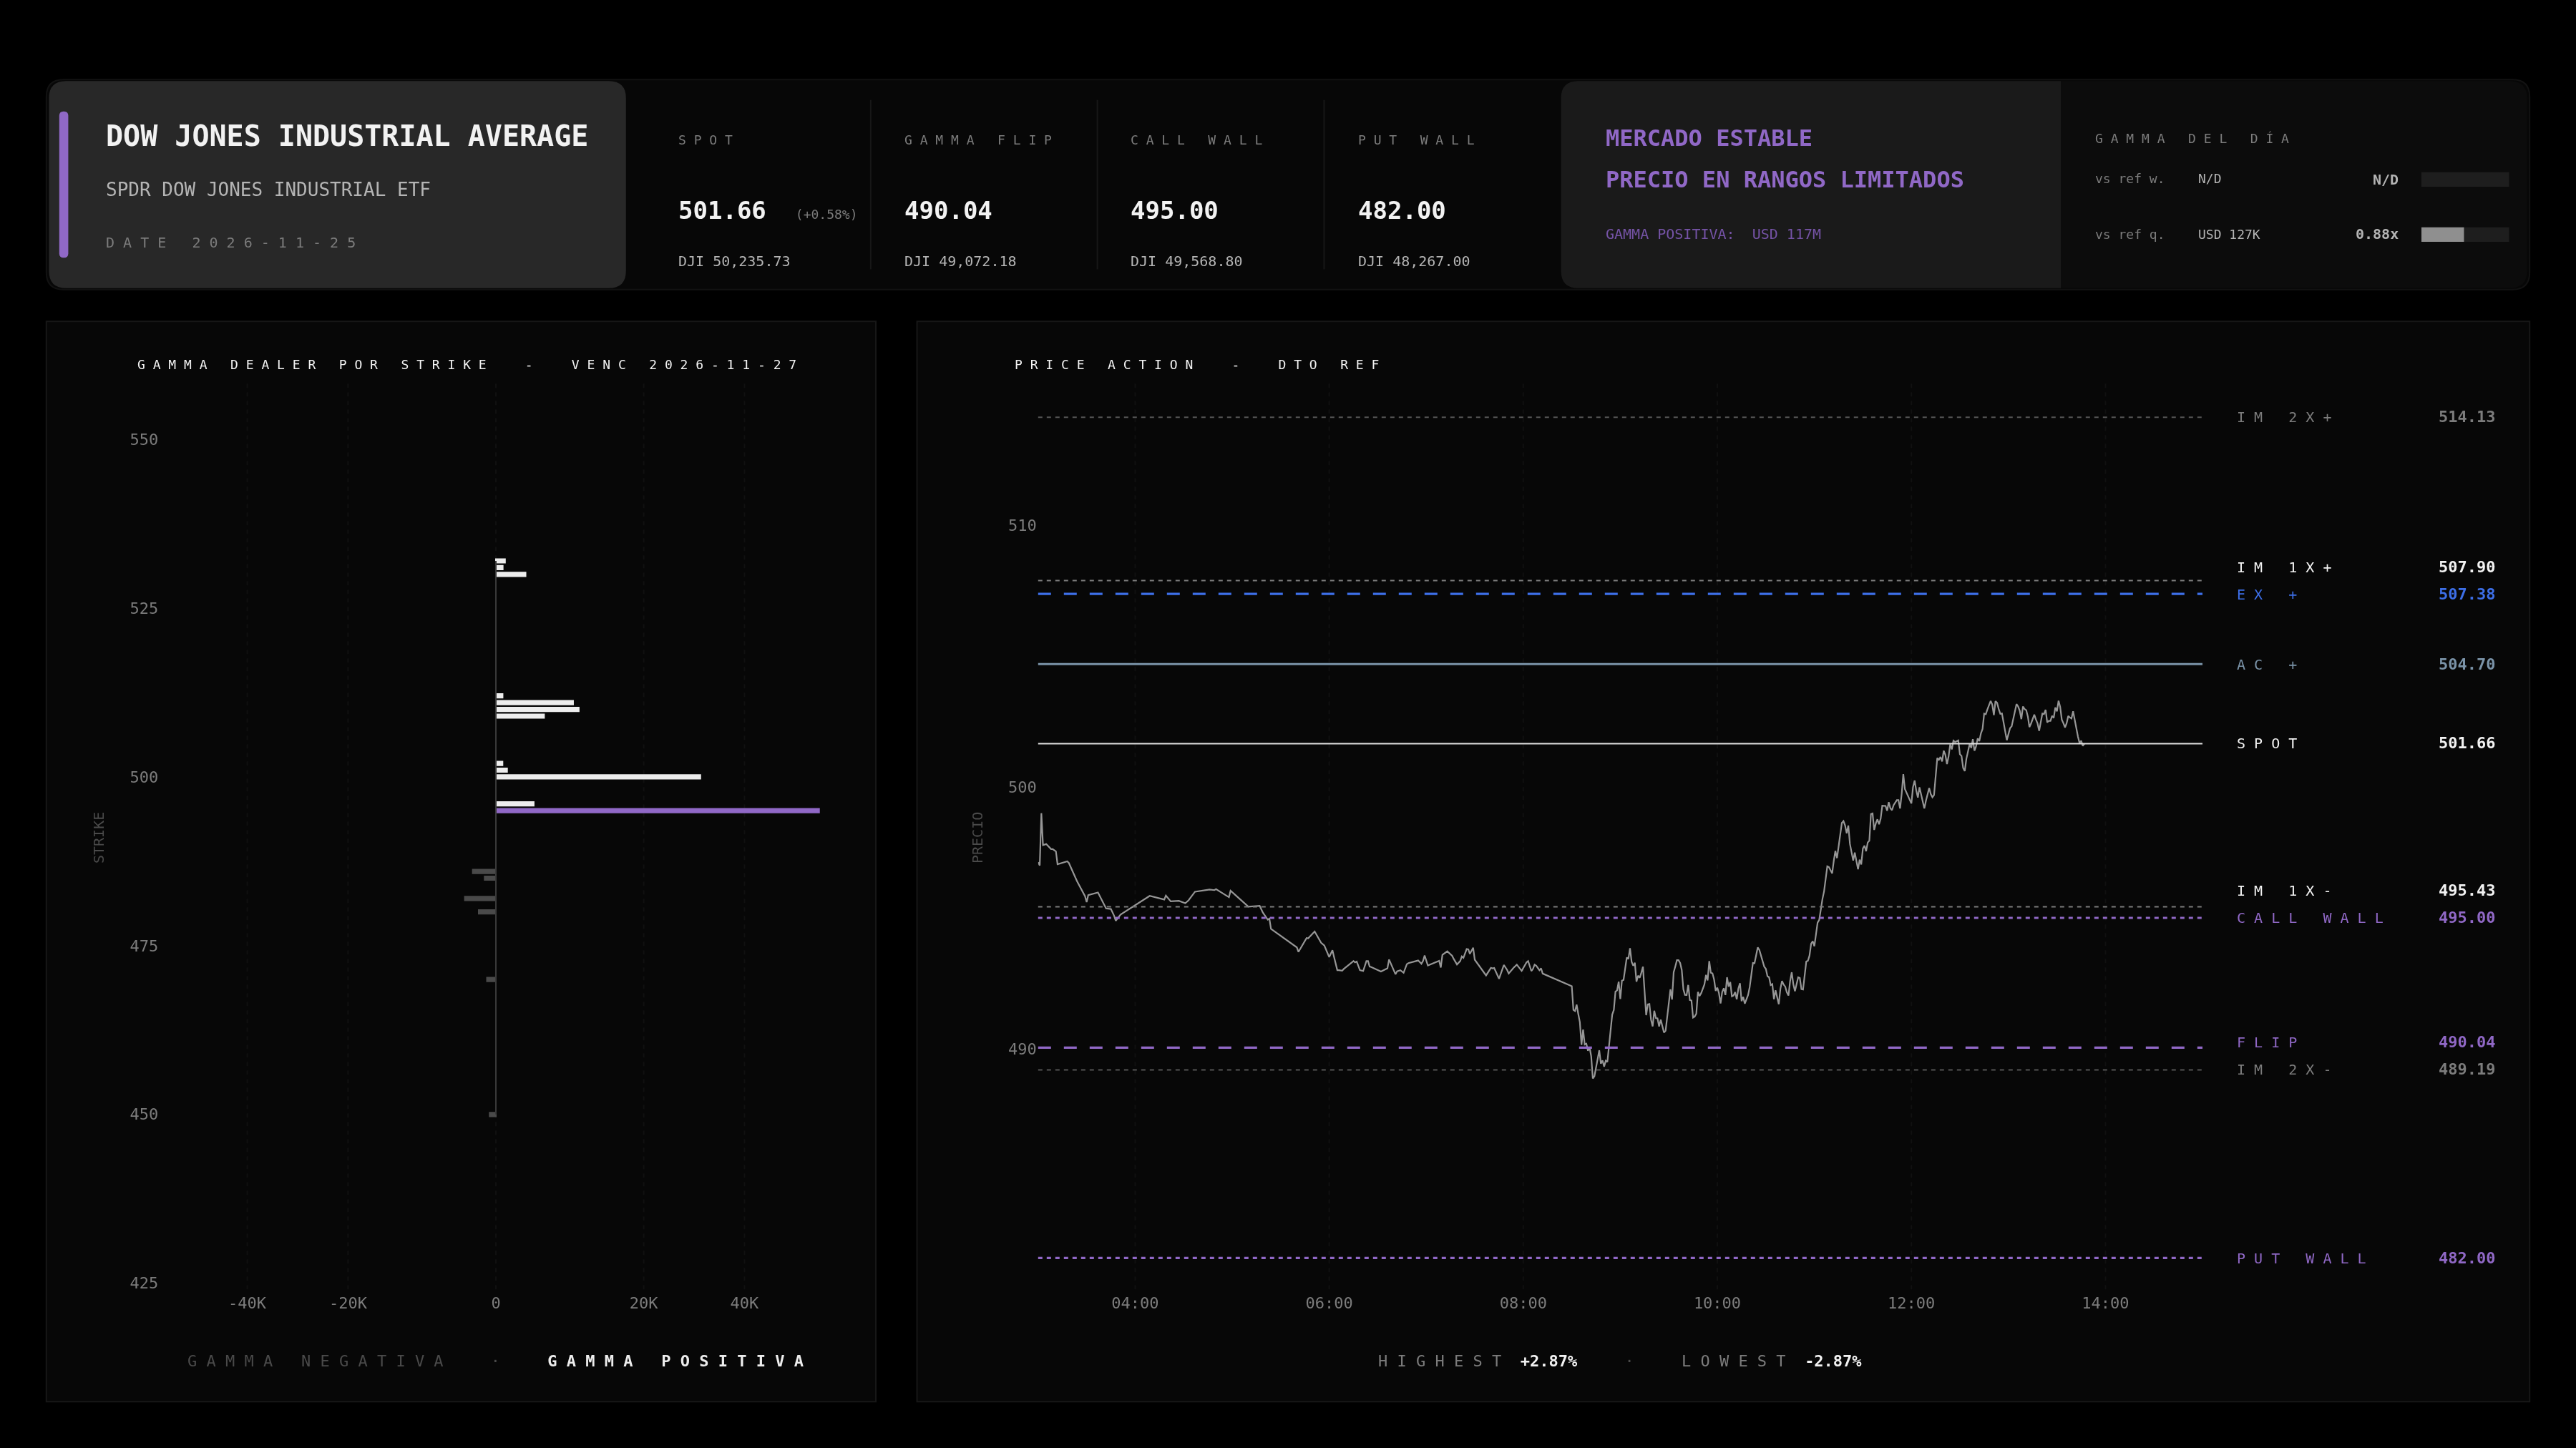 DOW JONES INDUSTRIAL AVERAGE
SPDR DOW JONES INDUSTRIAL ETF
DATE 2026-11-25
SPOT
501.66 (+0.58%)
DJI 50,235.73
GAMMA FLIP
490.04
DJI 49,072.18
CALL WALL
495.00
DJI 49,568.80
PUT WALL
482.00
DJI 48,267.00
MERCADO ESTABLE
PRECIO EN RANGOS LIMITADOS
GAMMA POSITIVA: USD 117M
GAMMA DEL DÍA
vs ref w. N/D N/D
vs ref q. USD 127K 0.88x
GAMMA DEALER POR STRIKE - VENC 2026-11-27
STRIKE
550
525
500
475
450
425
-40K -20K 0 20K 40K
GAMMA NEGATIVA · GAMMA POSITIVA
PRICE ACTION - DTO REF
PRECIO
510
500
490
IM 2X+ 514.13
IM 1X+ 507.90
EX + 507.38
AC + 504.70
SPOT 501.66
IM 1X- 495.43
CALL WALL 495.00
FLIP 490.04
IM 2X- 489.19
PUT WALL 482.00
04:00 06:00 08:00 10:00 12:00 14:00
HIGHEST +2.87% · LOWEST -2.87%